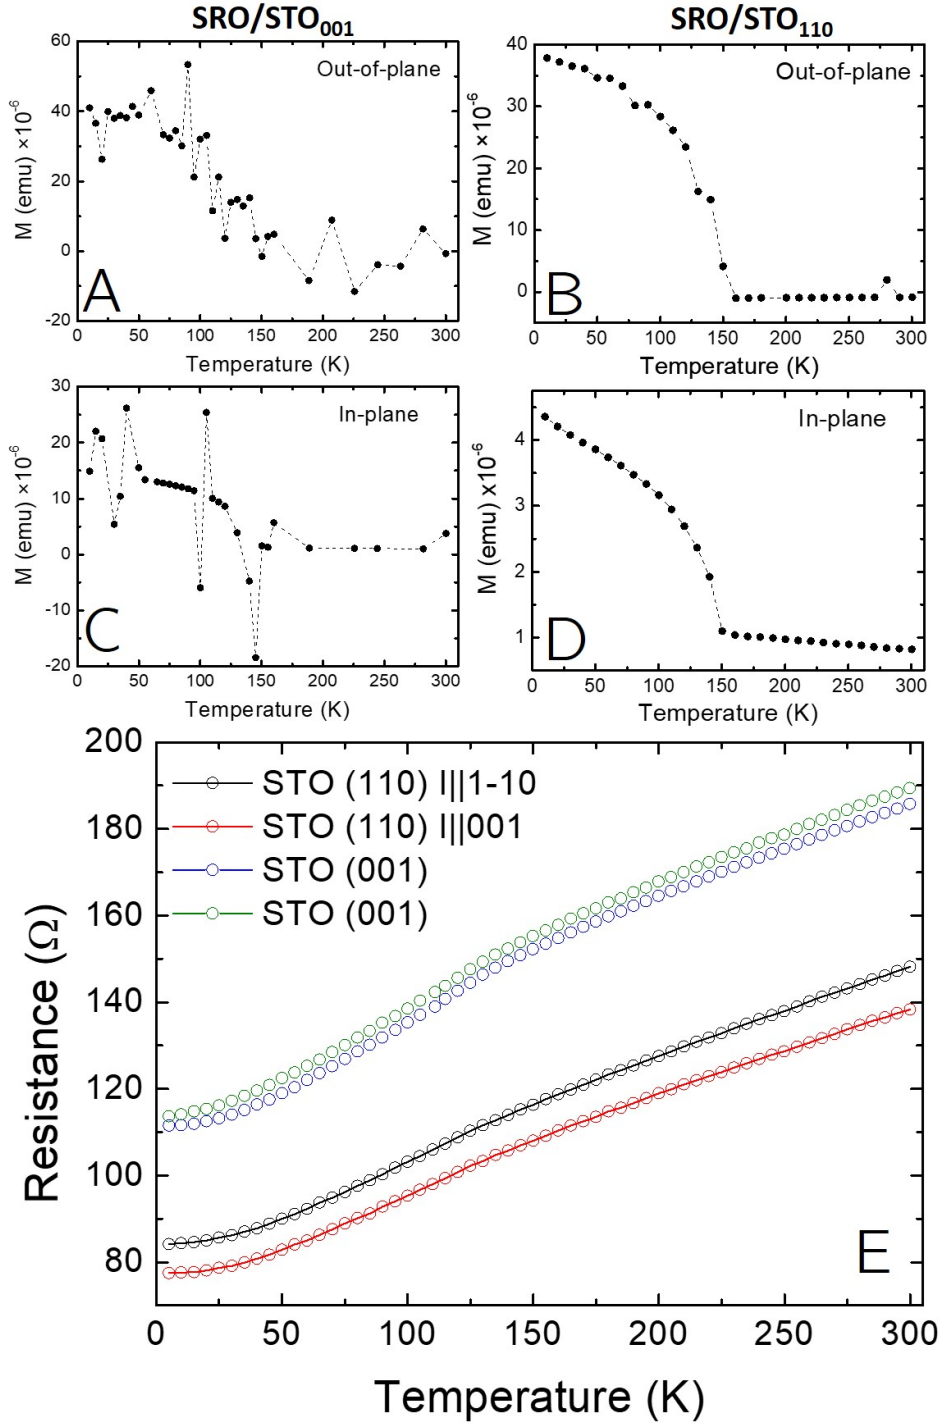 SRO/STO001
SRO/STO110
60
40
20
0
-20
M (emu) ×10-6
Out-of-plane
A
0 50 100 150 200 250 300
Temperature (K)
40
30
20
10
0
M (emu) ×10-6
Out-of-plane
B
0 50 100 150 200 250 300
Temperature (K)
30
20
10
0
-10
-20
M (emu) ×10-6
In-plane
C
0 50 100 150 200 250 300
Temperature (K)
4
3
2
1
M (emu) x10-6
In-plane
D
0 50 100 150 200 250 300
Temperature (K)
200
180
160
140
120
100
80
Resistance (Ω)
STO (110) I||1-10
STO (110) I||001
STO (001)
STO (001)
E
0 50 100 150 200 250 300
Temperature (K)